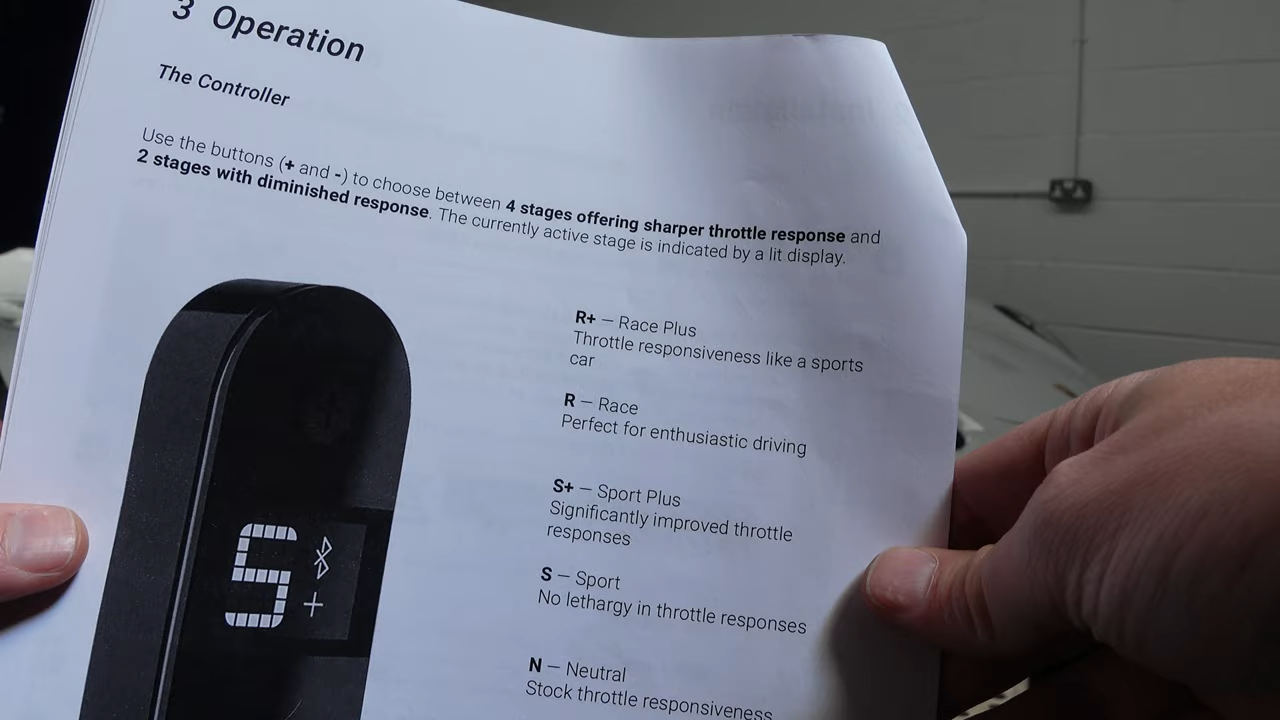 3 Operation
The Controller
Use the buttons (+ and -) to choose between 4 stages offering sharper throttle response and
2 stages with diminished response. The currently active stage is indicated by a lit display.
R+ – Race Plus
Throttle responsiveness like a sports
car
R – Race
Perfect for enthusiastic driving
S+ – Sport Plus
Significantly improved throttle
responses
S – Sport
No lethargy in throttle responses
N – Neutral
Stock throttle responsiveness
S
+